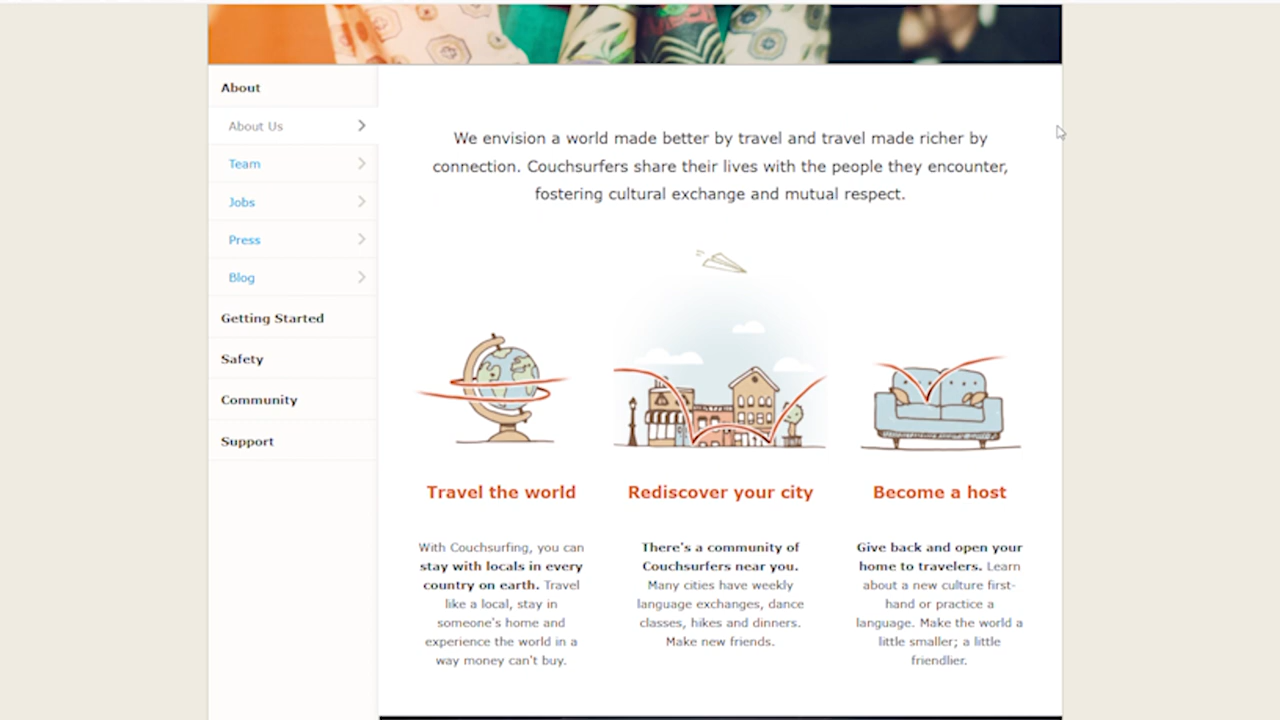 About
About Us
Team
Jobs
Press
Blog
Getting Started
Safety
Community
Support
We envision a world made better by travel and travel made richer by
connection. Couchsurfers share their lives with the people they encounter,
fostering cultural exchange and mutual respect.
Travel the world
With Couchsurfing, you can
stay with locals in every
country on earth. Travel
like a local, stay in
someone's home and
experience the world in a
way money can't buy.
Rediscover your city
There's a community of
Couchsurfers near you.
Many cities have weekly
language exchanges, dance
classes, hikes and dinners.
Make new friends.
Become a host
Give back and open your
home to travelers. Learn
about a new culture first-
hand or practice a
language. Make the world a
little smaller; a little
friendlier.